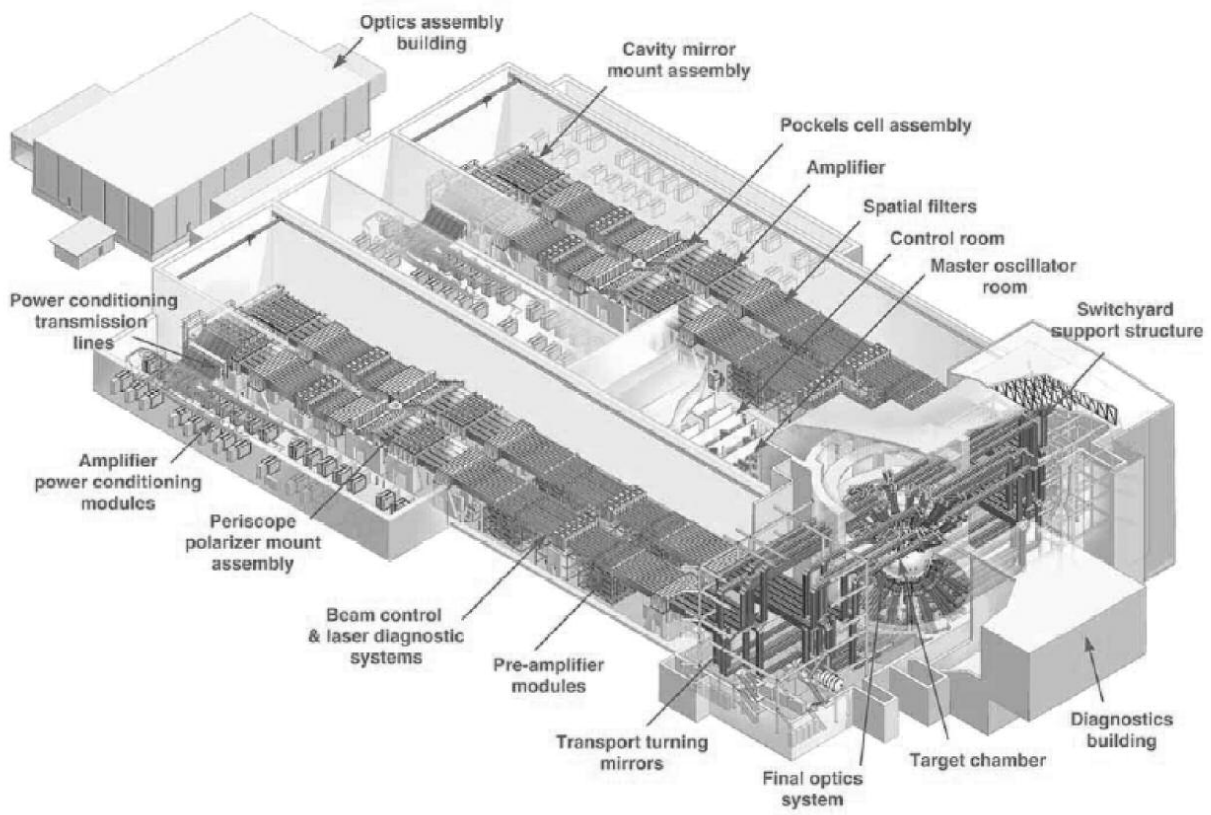 Optics assembly
building
Cavity mirror
mount assembly
Pockels cell assembly
Amplifier
Spatial filters
Control room
Master oscillator
room
Switchyard
support structure
Power conditioning
transmission
lines
Amplifier
power conditioning
modules
Periscope
polarizer mount
assembly
Beam control
& laser diagnostic
systems
Pre-amplifier
modules
Transport turning
mirrors
Final optics
system
Target chamber
Diagnostics
building